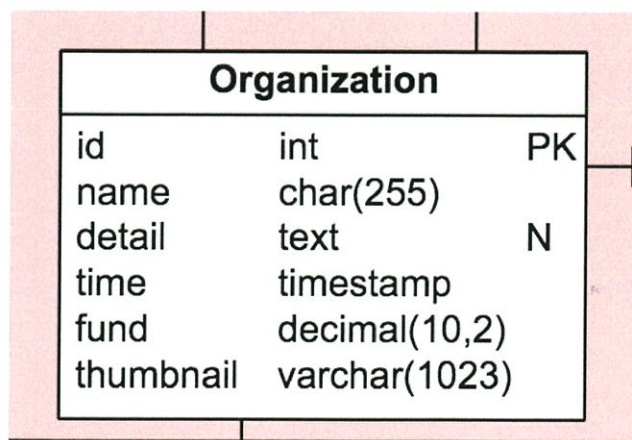 Organization
id int PK
name char(255)
detail text N
time timestamp
fund decimal(10,2)
thumbnail varchar(1023)